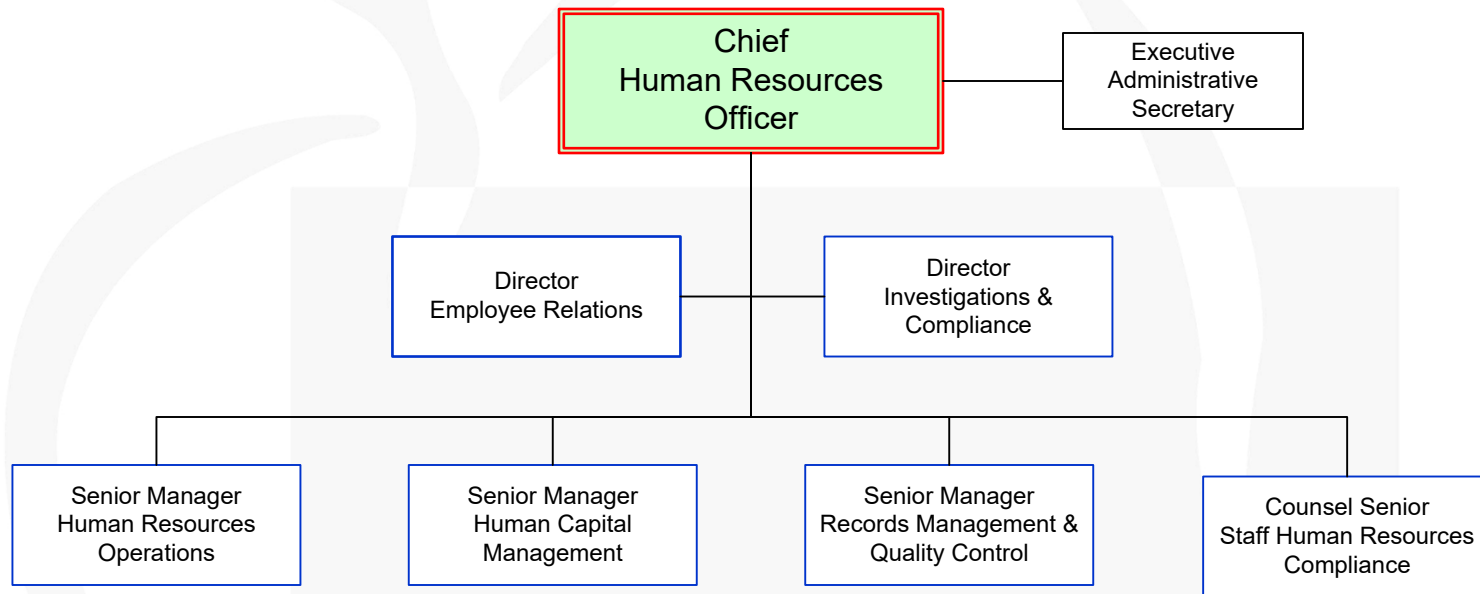 Chief
Human Resources
Officer
Executive
Administrative
Secretary
Director
Employee Relations
Director
Investigations &
Compliance
Senior Manager
Human Resources
Operations
Senior Manager
Human Capital
Management
Senior Manager
Records Management &
Quality Control
Counsel Senior
Staff Human Resources
Compliance